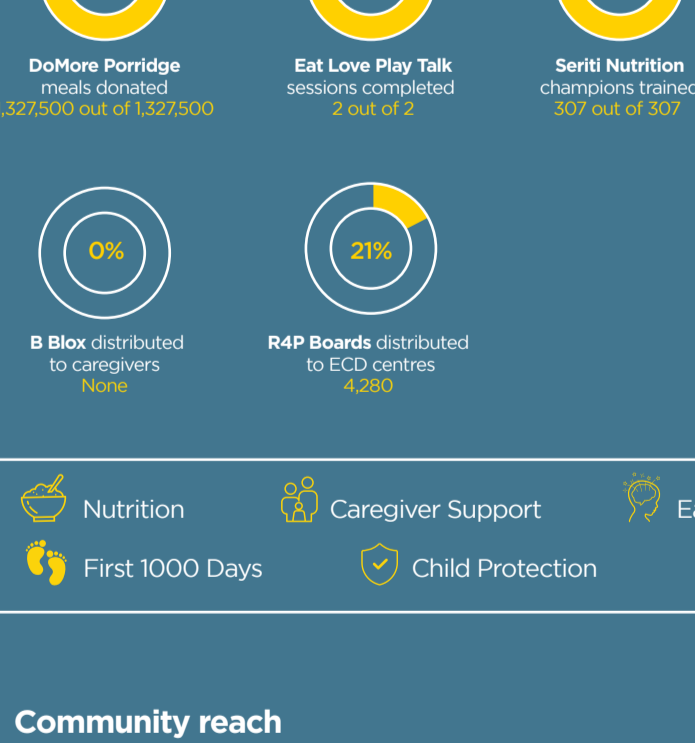 DoMore Porridge
meals donated
,327,500 out of 1,327,500
Eat Love Play Talk
sessions completed
2 out of 2
Seriti Nutrition
champions trained
307 out of 307
0%
B Blox distributed
to caregivers
None
21%
R4P Boards distributed
to ECD centres
4,280
Nutrition
Caregiver Support
First 1000 Days
Child Protection
Community reach